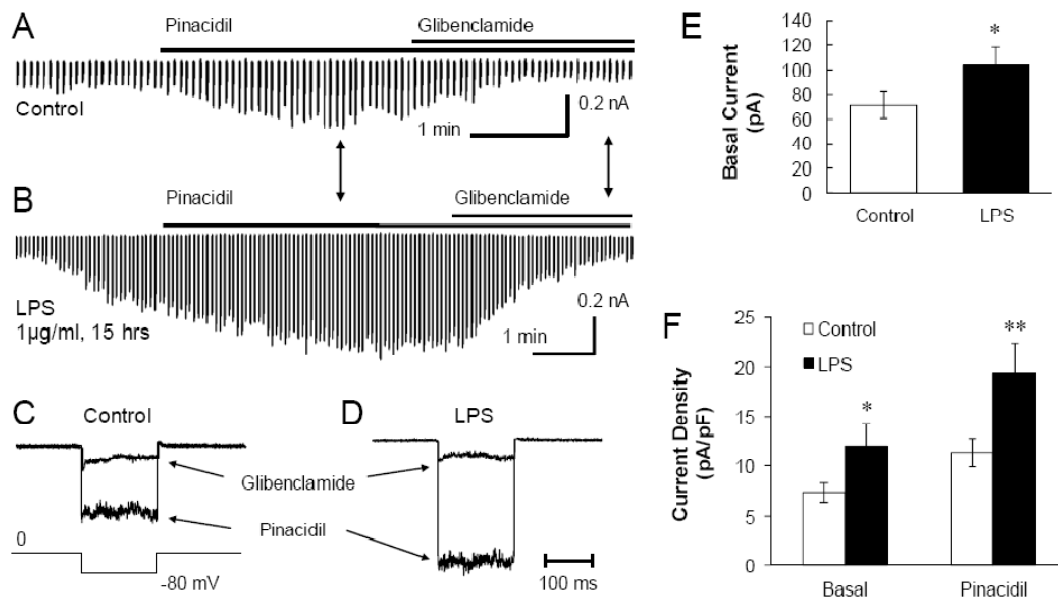 A
Pinacidil
Glibenclamide
Control
0.2 nA
1 min
B
Pinacidil
Glibenclamide
LPS
1µg/ml, 15 hrs
0.2 nA
1 min
C
Control
D
LPS
Glibenclamide
Pinacidil
0
-80 mV
100 ms
E
Basal Current
(pA)
140
120
100
80
60
40
20
0
*
Control
LPS
F
Current Density
(pA/pF)
25
20
15
10
5
0
Control
LPS
*
**
Basal
Pinacidil